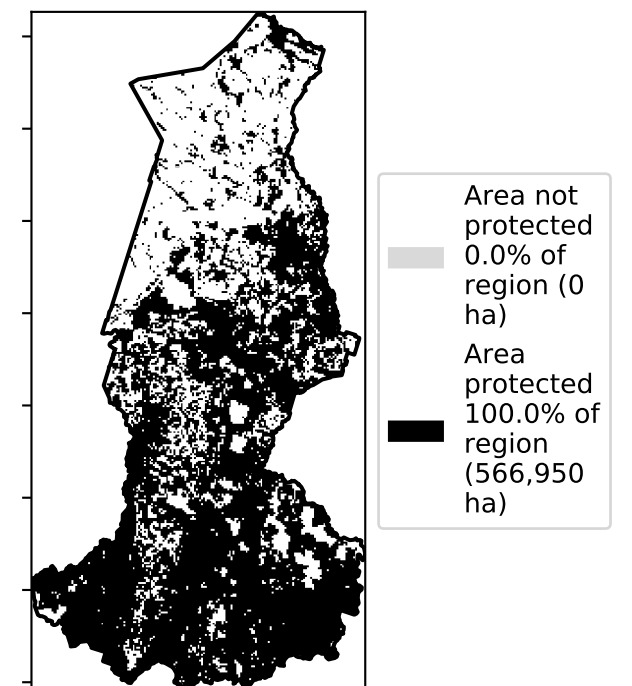 Area not
protected
0.0% of
region (0
ha)
Area
protected
100.0% of
region
(566,950
ha)